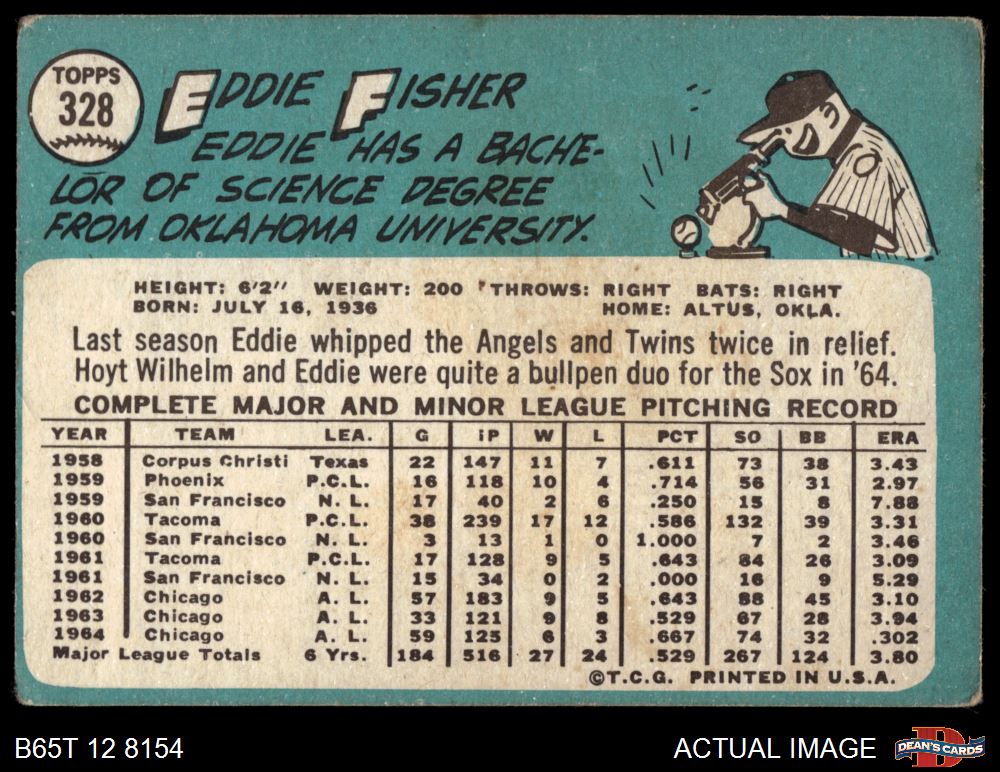 TOPPS
328
EDDIE FISHER
EDDIE HAS A BACHE-
LOR OF SCIENCE DEGREE
FROM OKLAHOMA UNIVERSITY.
HEIGHT: 6'2" WEIGHT: 200 THROWS: RIGHT BATS: RIGHT
BORN: JULY 16, 1936 HOME: ALTUS, OKLA.
Last season Eddie whipped the Angels and Twins twice in relief.
Hoyt Wilhelm and Eddie were quite a bullpen duo for the Sox in '64.
COMPLETE MAJOR AND MINOR LEAGUE PITCHING RECORD
YEAR TEAM LEA. G IP W L PCT SO BB ERA
1958 Corpus Christi Texas 22 147 11 7 .611 73 38 3.43
1959 Phoenix P.C.L. 16 118 10 4 .714 56 31 2.97
1959 San Francisco N. L. 17 40 2 6 .250 15 8 7.88
1960 Tacoma P.C.L. 38 239 17 12 .586 132 39 3.31
1960 San Francisco N. L. 3 13 1 0 1.000 7 2 3.46
1961 Tacoma P.C.L. 17 128 9 5 .643 84 26 3.09
1961 San Francisco N. L. 15 34 0 2 .000 16 9 5.29
1962 Chicago A. L. 57 183 9 5 .643 88 45 3.10
1963 Chicago A. L. 33 121 9 8 .529 67 28 3.94
1964 Chicago A. L. 59 125 6 3 .667 74 32 .302
Major League Totals 6 Yrs. 184 516 27 24 .529 267 124 3.80
©T.C.G. PRINTED IN U.S.A.
B65T 12 8154 ACTUAL IMAGE DEAN'S CARDS